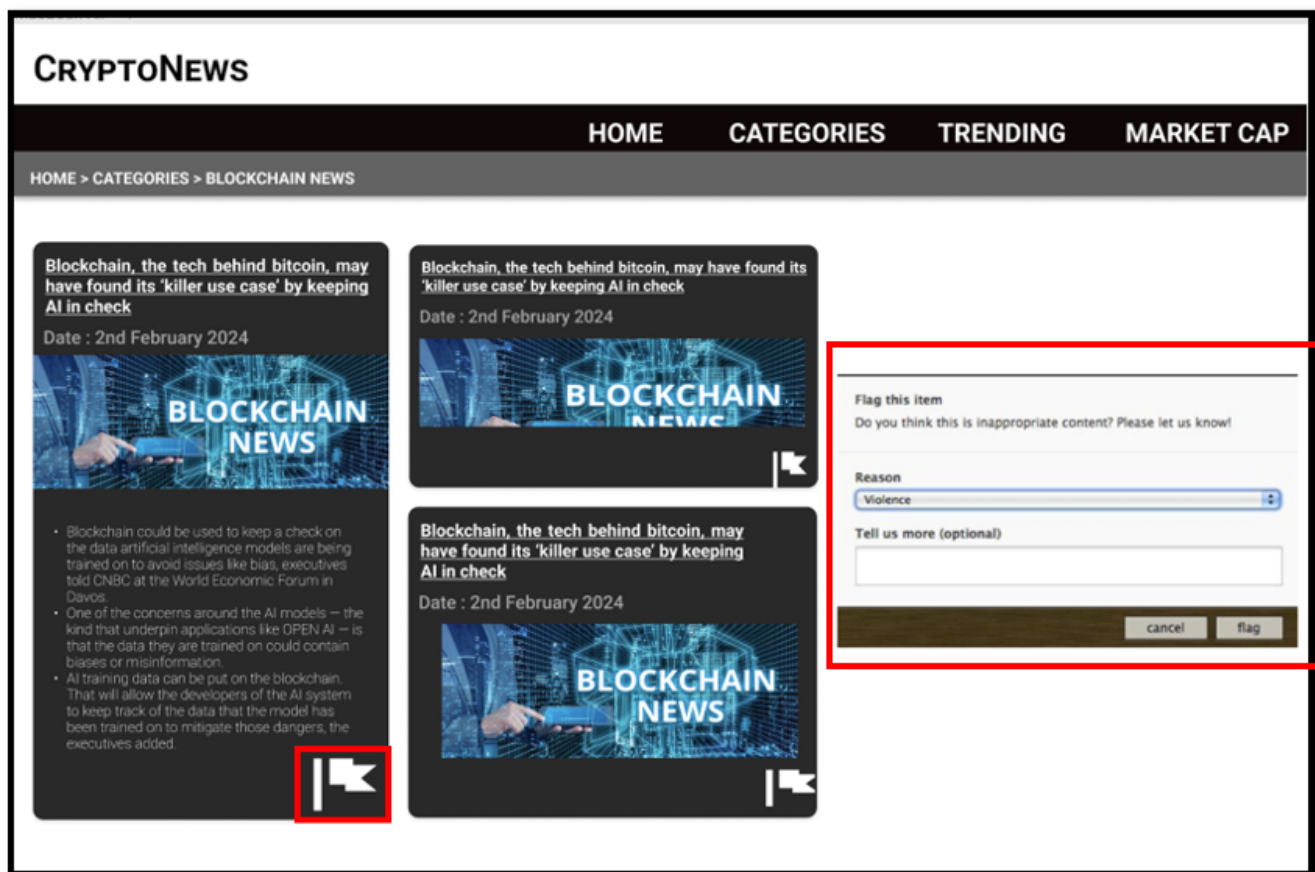 CRYPTONEWS
HOME CATEGORIES TRENDING MARKET CAP
HOME > CATEGORIES > BLOCKCHAIN NEWS
Blockchain, the tech behind bitcoin, may
have found its ‘killer use case’ by keeping
AI in check
Date : 2nd February 2024
BLOCKCHAIN
NEWS
• Blockchain could be used to keep a check on
the data artificial intelligence models are being
trained on to avoid issues like bias, executives
told CNBC at the World Economic Forum in
Davos.
• One of the concerns around the AI models — the
kind that underpin applications like OPEN AI — is
that the data they are trained on could contain
biases or misinformation.
• AI training data can be put on the blockchain.
That will allow the developers of the AI system
to keep track of the data that the model has
been trained on to mitigate those dangers, the
executives added.
Blockchain, the tech behind bitcoin, may have found its
‘killer use case’ by keeping AI in check
Date : 2nd February 2024
BLOCKCHAIN
NEWS
Blockchain, the tech behind bitcoin, may
have found its ‘killer use case’ by keeping
AI in check
Date : 2nd February 2024
BLOCKCHAIN
NEWS
Flag this item
Do you think this is inappropriate content? Please let us know!
Reason
Violence
Tell us more (optional)
cancel flag